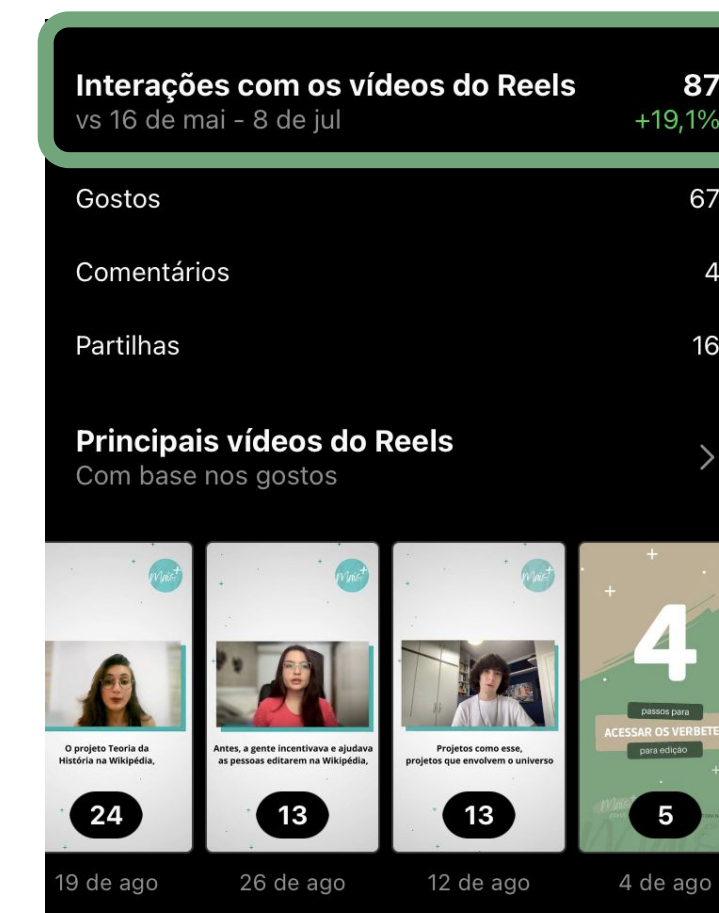 Interações com os vídeos do Reels 87
vs 16 de mai - 8 de jul +19,1%
Gostos 67
Comentários 4
Partilhas 16
Principais vídeos do Reels
Com base nos gostos
Mais+
Mais+
Mais+
4
passos para
ACESSAR OS VERBETE
para edição
O projeto Teoria da
História na Wikipédia,
Antes, a gente incentivava e ajudava
as pessoas editarem na Wikipédia,
Projetos como esse,
projetos que envolvem o universo
24
13
13
5
19 de ago
26 de ago
12 de ago
4 de ago